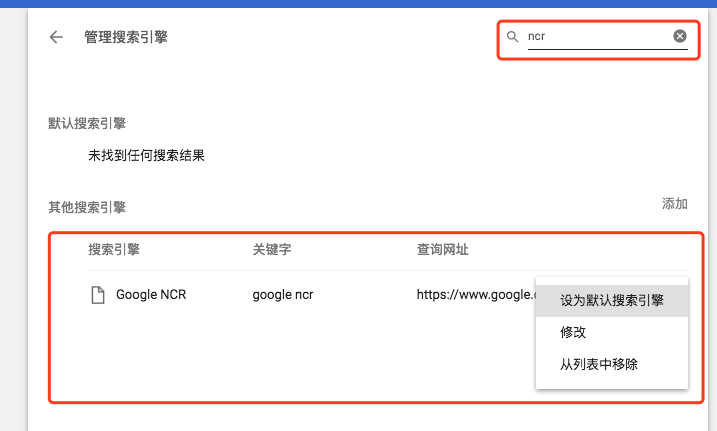 管理搜索引擎
ncr
默认搜索引擎
未找到任何搜索结果
其他搜索引擎
添加
搜索引擎 关键字 查询网址
Google NCR google ncr https://www.google.
设为默认搜索引擎
修改
从列表中移除